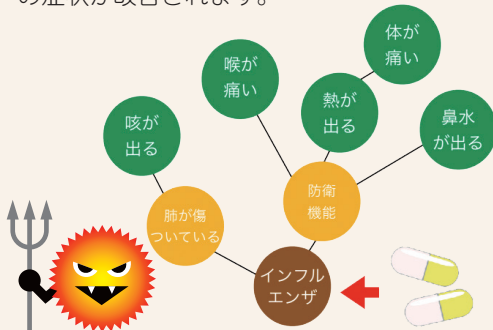 の症状が改善されます。
体が
痛い
喉が
痛い
熱が
出る
鼻水
が出る
咳が
出る
防衛
機能
肺が傷
ついている
インフル
エンザ